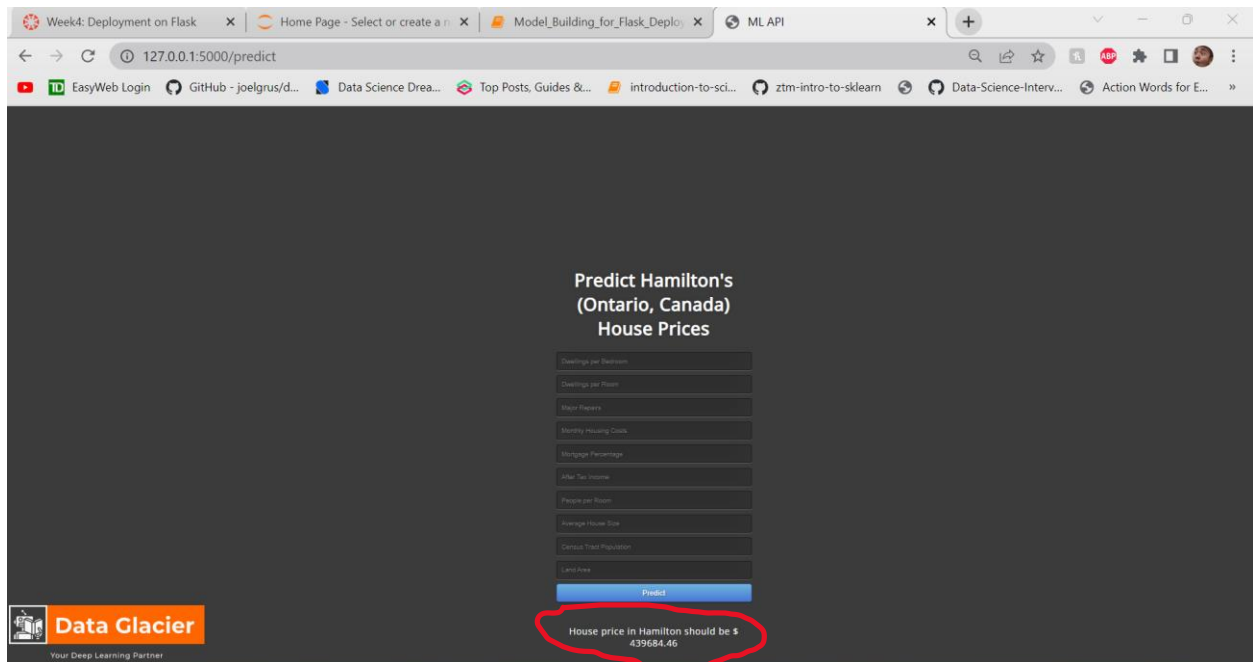 Week4: Deployment on Flask
Home Page - Select or create a n
Model_Building_for_Flask_Deploy
ML API
127.0.0.1:5000/predict
ABP
TD EasyWeb Login
GitHub - joelgrus/d...
Data Science Drea...
Top Posts, Guides &...
introduction-to-sci...
ztm-intro-to-sklearn
Data-Science-Interv...
Action Words for E...
»
Predict Hamilton's
(Ontario, Canada)
House Prices
Dwellings per Bedroom
Dwellings per Room
Major Repairs
Monthly Housing Costs
Mortgage Percentage
After Tax Income
People per Room
Average House Size
Census Tract Population
Land Area
Predict
House price in Hamilton should be $
439684.46
Data Glacier
Your Deep Learning Partner